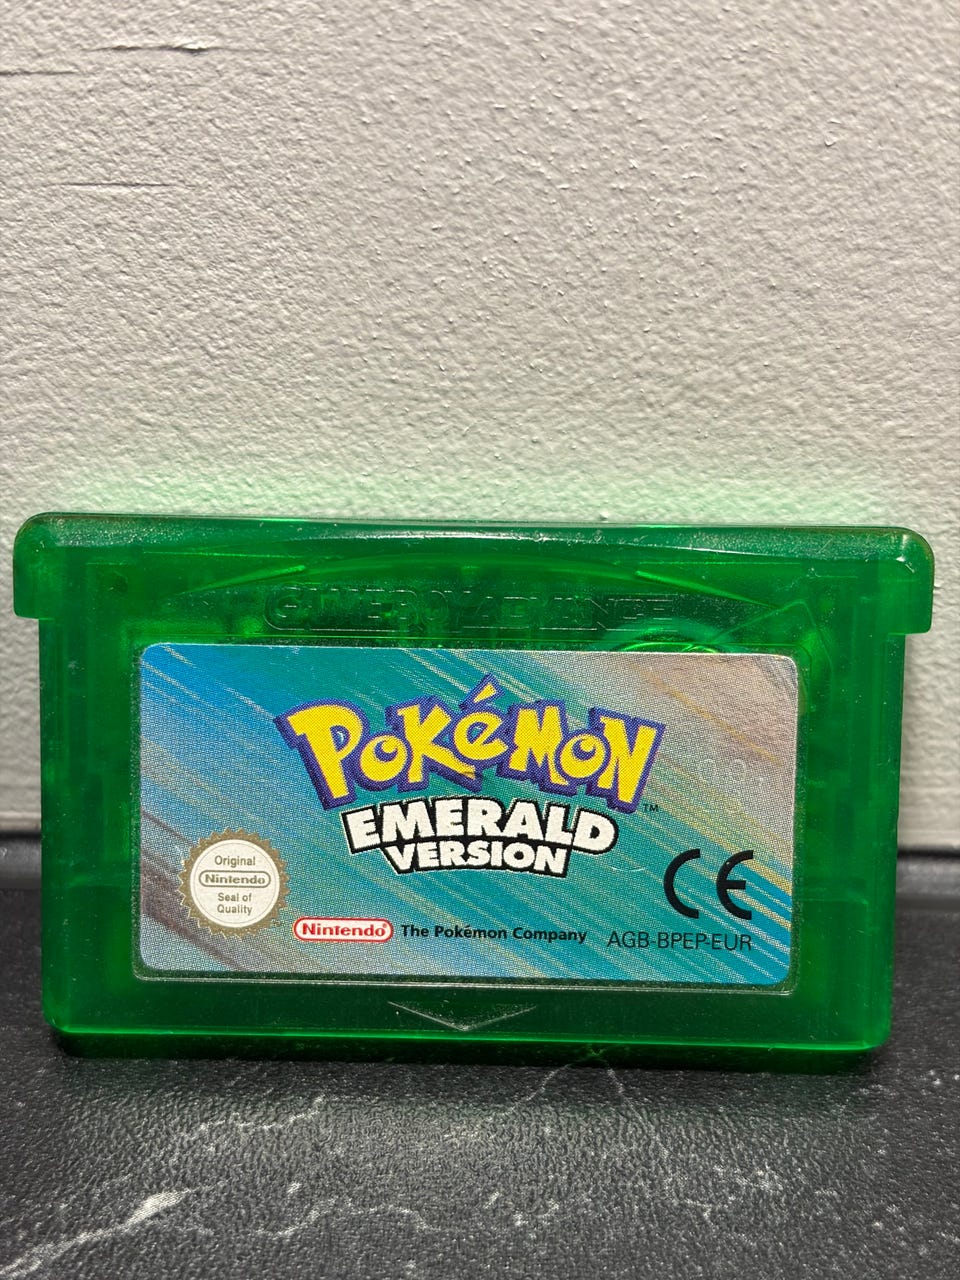 GAME BOY ADVANCE
POKéMON
™
EMERALD
VERSION
Original
Nintendo
Seal of
Quality
CE
Nintendo® The Pokémon Company AGB-BPEP-EUR